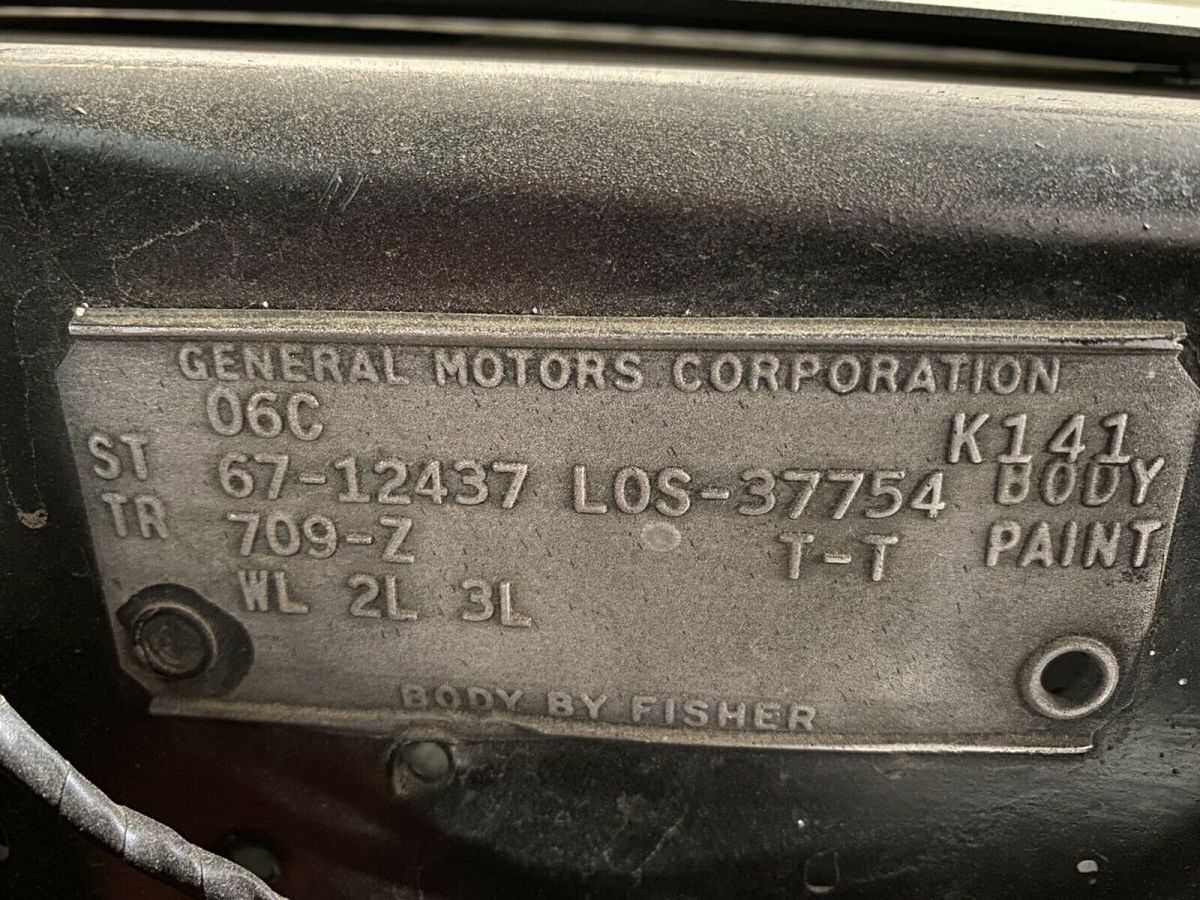 GENERAL MOTORS CORPORATION
06C K141
ST 67-12437 LOS-37754 BODY
TR 709-Z T-T PAINT
WL 2L 3L
BODY BY FISHER